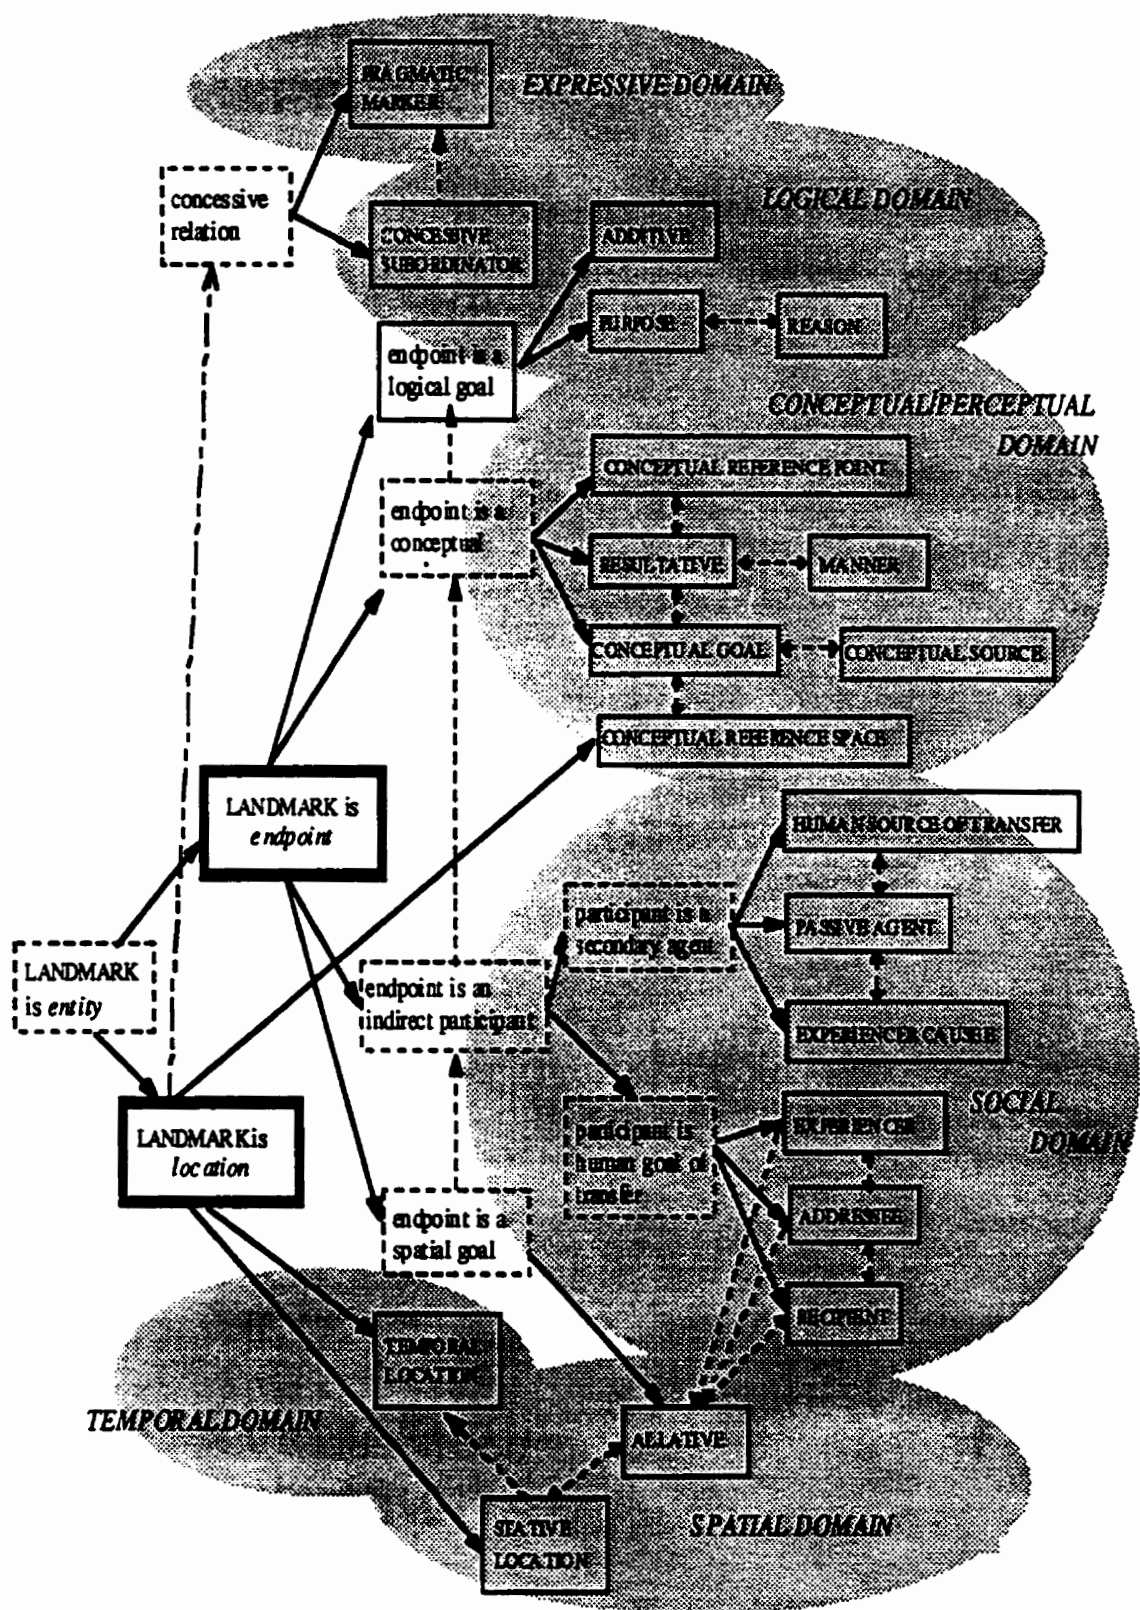 PRAGMATIC
MARKER
EXPRESSIVE DOMAIN
concessive
relation
LOGICAL DOMAIN
CONCESSIVE
SUBORDINATOR
ADDITIVE
PURPOSE
REASON
endpoint is a
logical goal
CONCEPTUAL/PERCEPTUAL
DOMAIN
CONCEPTUAL REFERENCE POINT
endpoint is a
conceptual
RESULTATIVE
MANNER
CONCEPTUAL GOAL
CONCEPTUAL SOURCE
CONCEPTUAL REFERENCE SPACE
LANDMARK is
endpoint
HUMAN SOURCE OF TRANSFER
participant is a
secondary agent
PASSIVE AGENT
LANDMARK
is entity
endpoint is an
indirect participant
EXPERIENCER CAUSEE
SOCIAL
DOMAIN
LANDMARK is
location
participant is
human goal of
transfer
EXPERIENCER
ADDRESSEE
endpoint is a
spatial goal
RECIPIENT
TEMPORAL
LOCATION
TEMPORAL DOMAIN
ALLATIVE
STATIVE
LOCATION
SPATIAL DOMAIN